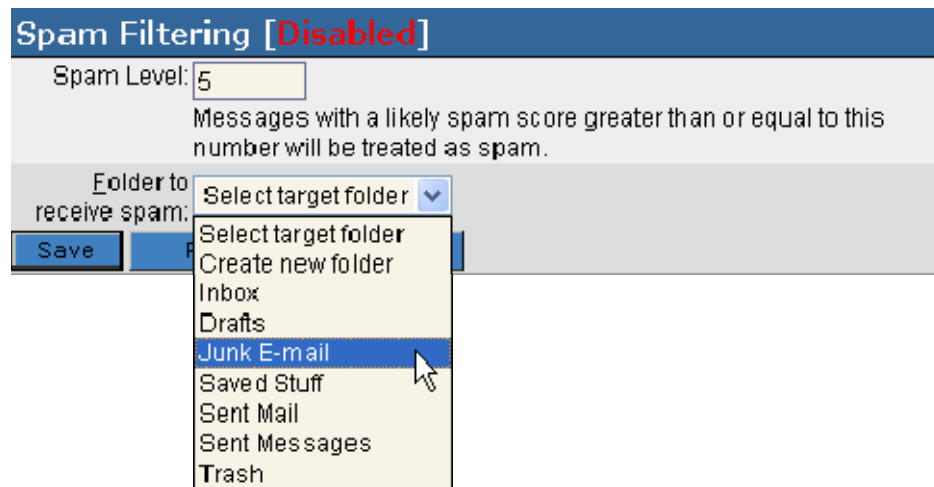 Spam Filtering [Disabled]
Spam Level: 5
Messages with a likely spam score greater than or equal to this
number will be treated as spam.
Folder to
receive spam: Select target folder
Select target folder
Create new folder
Inbox
Drafts
Junk E-mail
Saved Stuff
Sent Mail
Sent Messages
Trash
Save